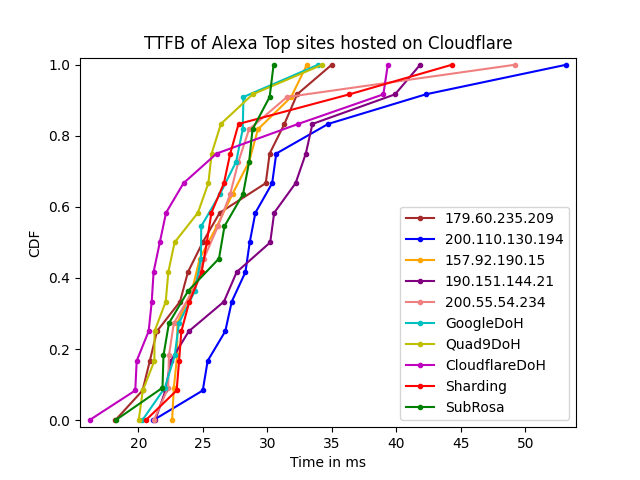 TTFB of Alexa Top sites hosted on Cloudflare
1.0
0.8
0.6
0.4
0.2
0.0
CDF
179.60.235.209
200.110.130.194
157.92.190.15
190.151.144.21
200.55.54.234
GoogleDoH
Quad9DoH
CloudflareDoH
Sharding
SubRosa
20 25 30 35 40 45 50
Time in ms